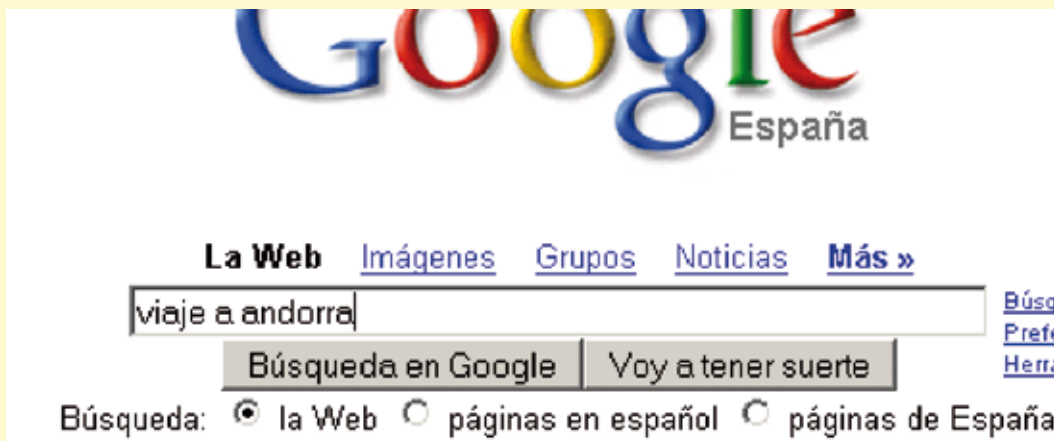 Google
España
La Web Imágenes Grupos Noticias Más »
viaje a andorra
Búsqueda en Google Voy a tener suerte
Búsqueda: la Web páginas en español páginas de España